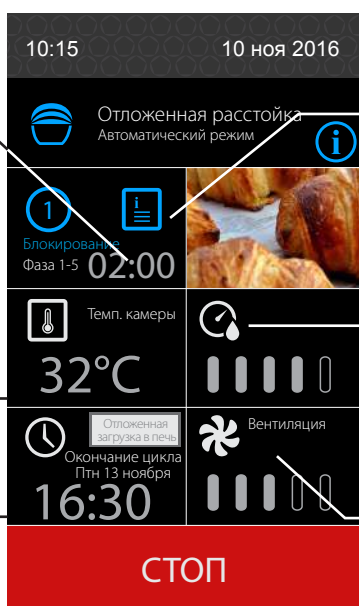 10:15 10 ноя 2016
Отложенная расстойка
Автоматический режим
i
1
i
Блокирование
Фаза 1-5 02:00
Темп. камеры
32°C
Отложенная
загрузка в печь
Окончание цикла
Птн 13 ноября
16:30
Вентиляция
СТОП